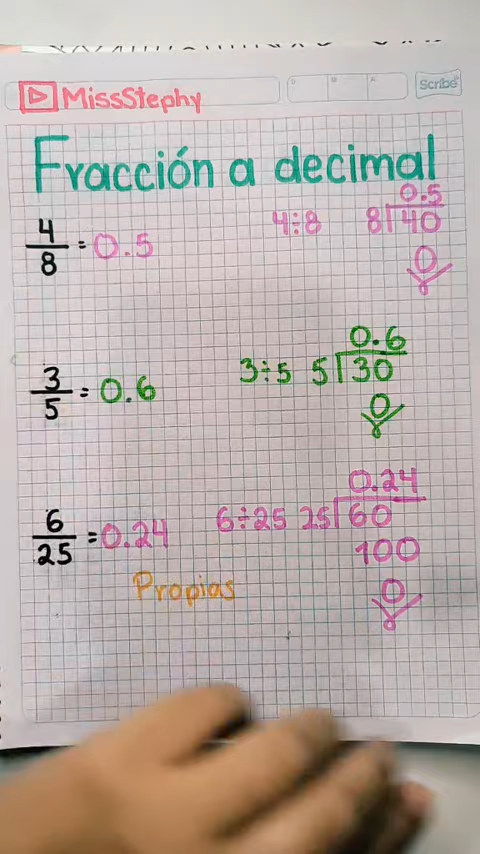 Scribe
MissStephy
Fracción a decimal
4/8 = 0.5
4÷8
0.5
8⟌40
0
3/5 = 0.6
3÷5
0.6
5⟌30
0
6/25 = 0.24
6÷25
0.24
25⟌60
100
0
Propias